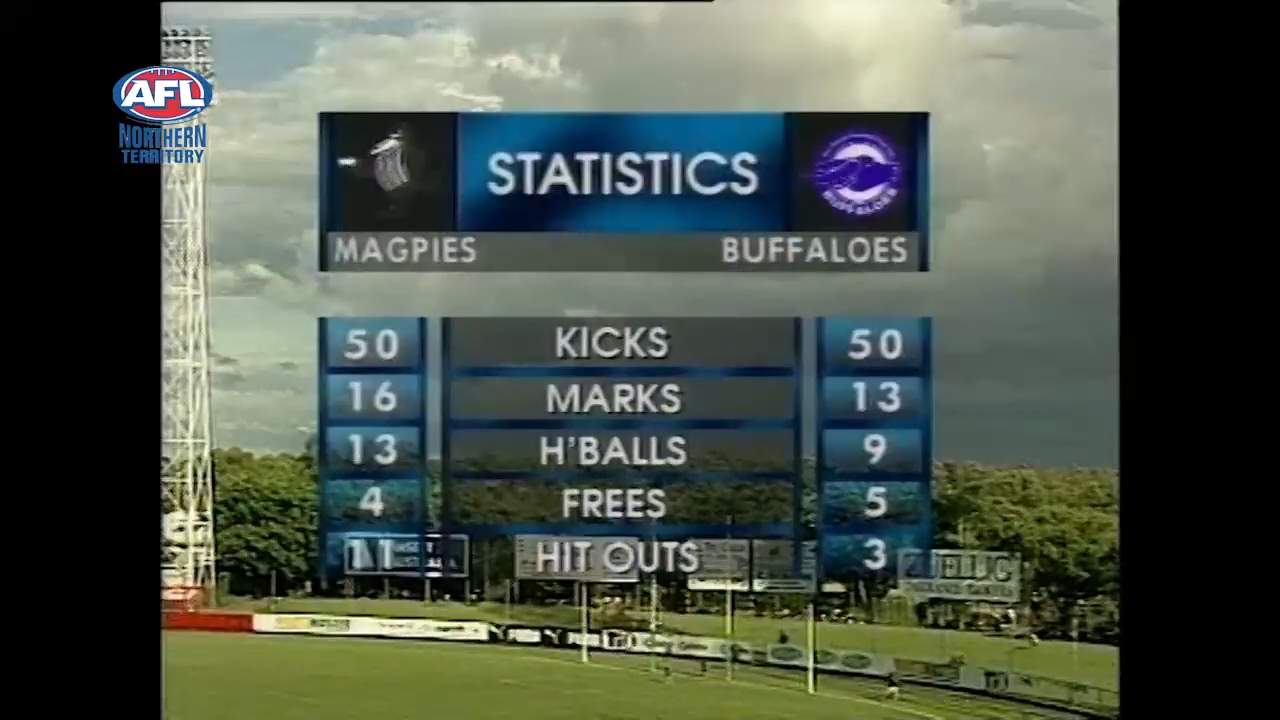 AFL
NORTHERN
TERRITORY
STATISTICS
BUFFALOES
MAGPIES BUFFALOES
50 KICKS 50
16 MARKS 13
13 H'BALLS 9
4 FREES 5
11 HIT OUTS 3